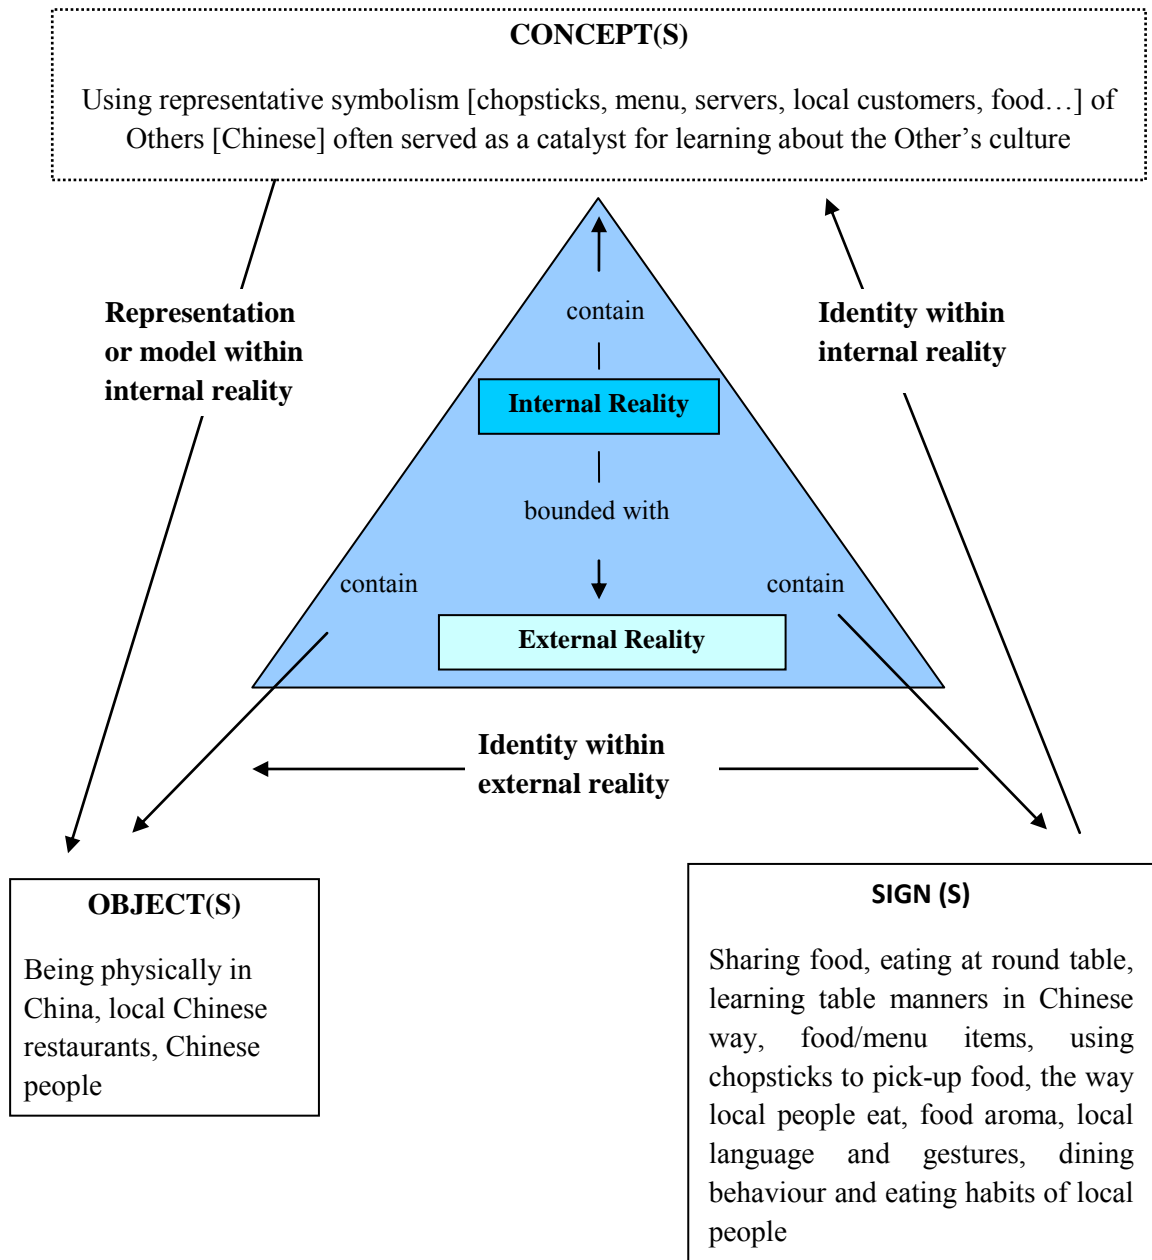 CONCEPT(S)
Using representative symbolism [chopsticks, menu, servers, local customers, food…] of
Others [Chinese] often served as a catalyst for learning about the Other’s culture
Representation
or model within
internal reality
contain
Identity within
internal reality
Internal Reality
bounded with
contain
contain
External Reality
Identity within
external reality
OBJECT(S)
Being physically in
China, local Chinese
restaurants, Chinese
people
SIGN (S)
Sharing food, eating at round table,
learning table manners in Chinese
way, food/menu items, using
chopsticks to pick-up food, the way
local people eat, food aroma, local
language and gestures, dining
behaviour and eating habits of local
people